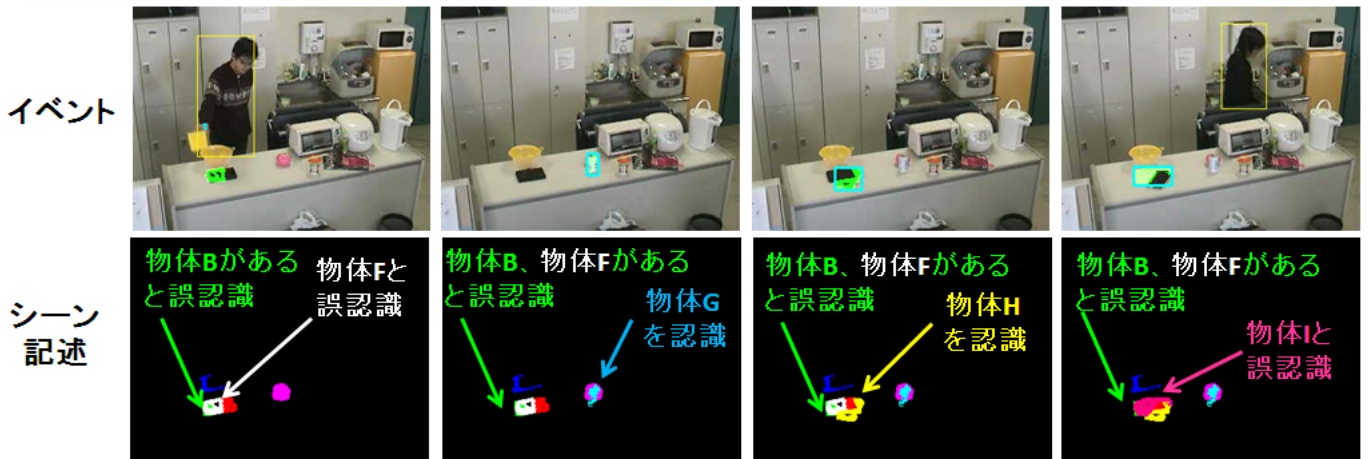 イベント
シーン
記述
物体Bがある
と誤認識
物体Fと
誤認識
物体B、物体Fがある
と誤認識
物体G
を認識
物体B、物体Fがある
と誤認識
物体H
を認識
物体B、物体Fがある
と誤認識
物体Iと
誤認識